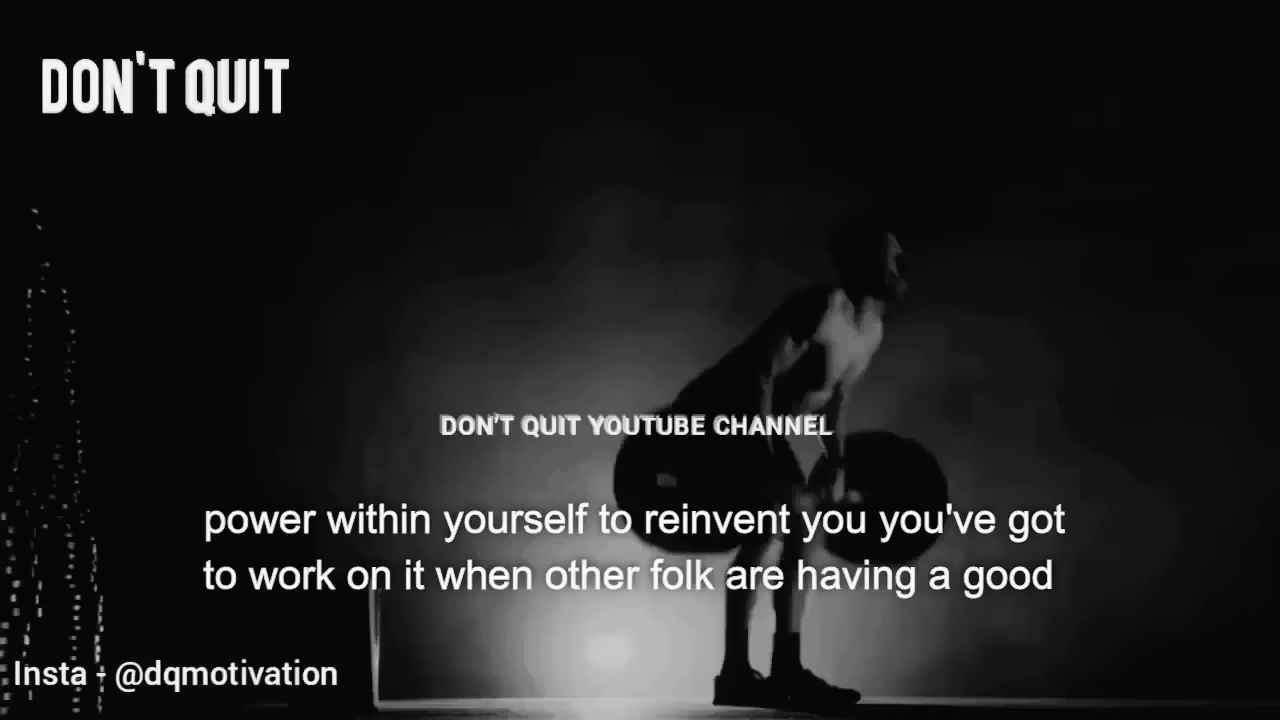 DON'T QUIT
DON'T QUIT YOUTUBE CHANNEL
power within yourself to reinvent you you've got
to work on it when other folk are having a good
Insta - @dqmotivation